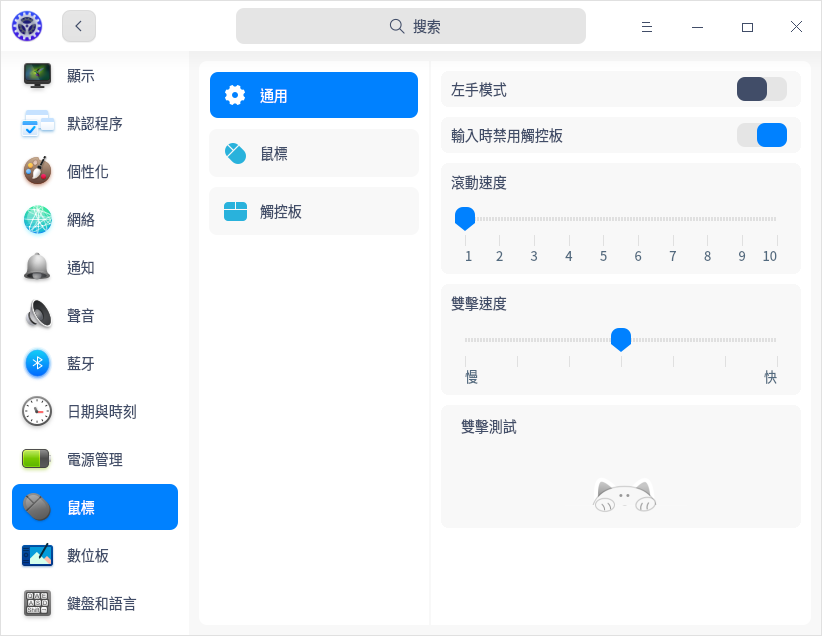 搜索
顯示
默認程序
個性化
網絡
通知
聲音
藍牙
日期與時刻
電源管理
鼠標
數位板
鍵盤和語言
通用
鼠標
觸控板
左手模式
輸入時禁用觸控板
滾動速度
1 2 3 4 5 6 7 8 9 10
雙擊速度
慢 快
雙擊測試